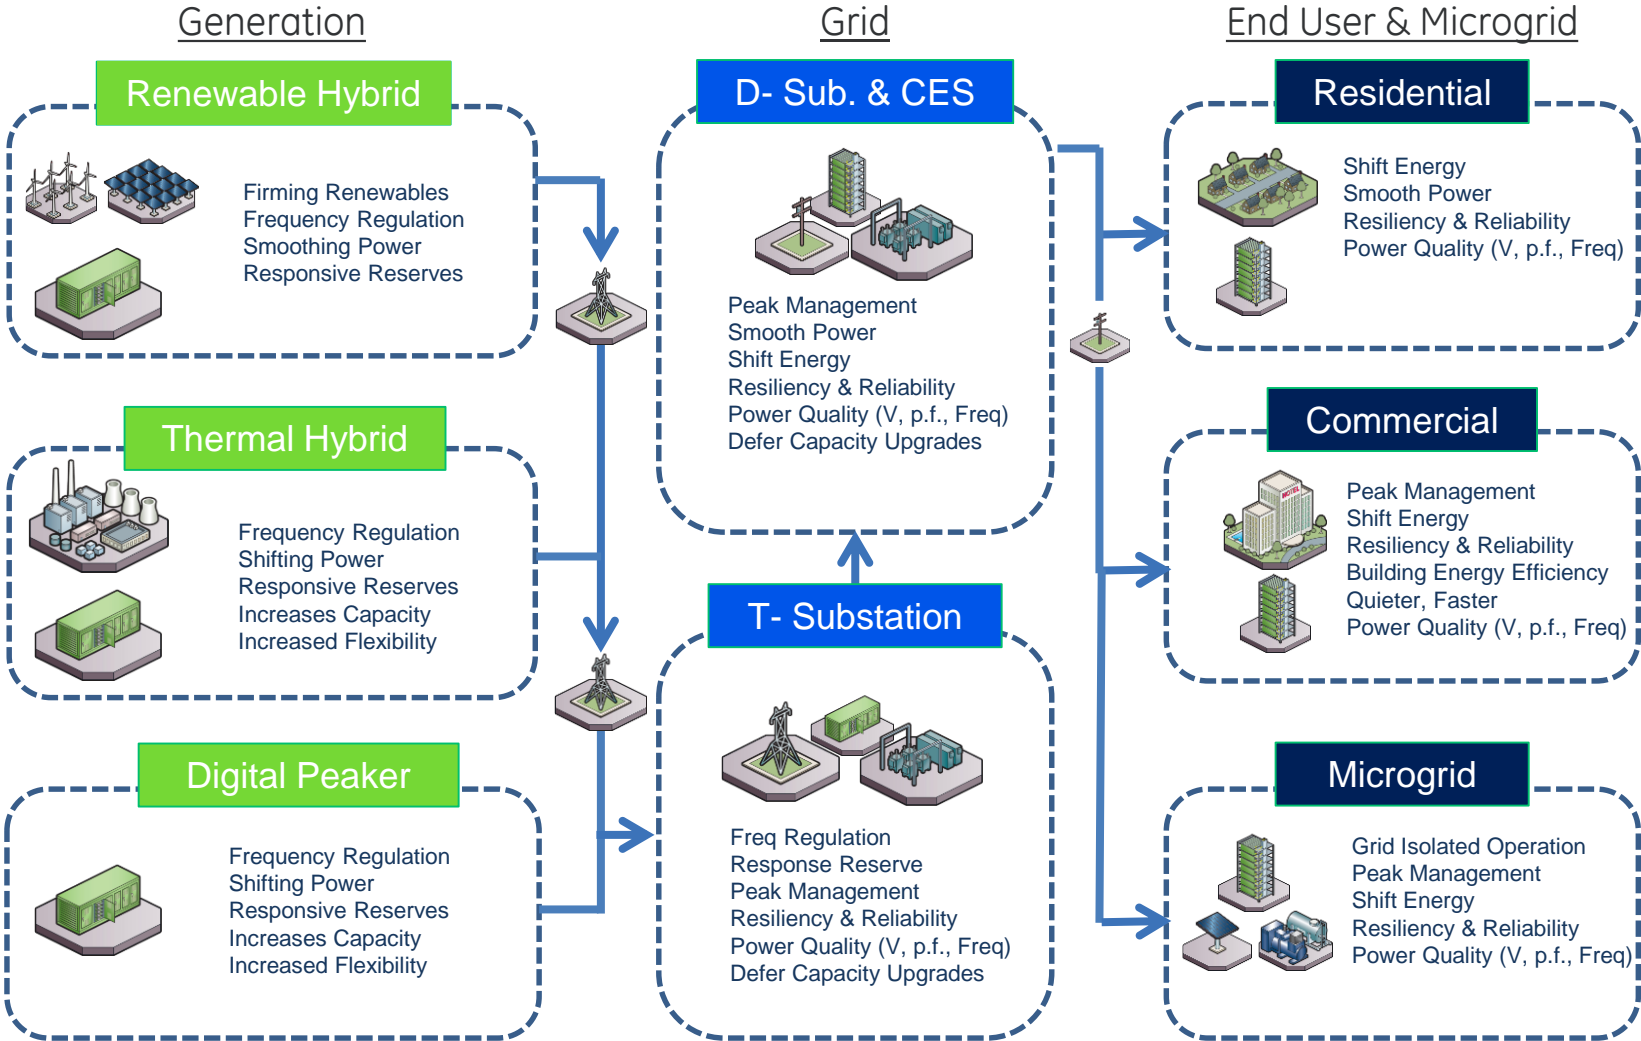 Generation
Renewable Hybrid
Firming Renewables
Frequency Regulation
Smoothing Power
Responsive Reserves
Thermal Hybrid
Frequency Regulation
Shifting Power
Responsive Reserves
Increases Capacity
Increased Flexibility
Digital Peaker
Frequency Regulation
Shifting Power
Responsive Reserves
Increases Capacity
Increased Flexibility
Grid
D- Sub. & CES
Peak Management
Smooth Power
Shift Energy
Resiliency & Reliability
Power Quality (V, p.f., Freq)
Defer Capacity Upgrades
T- Substation
Freq Regulation
Response Reserve
Peak Management
Resiliency & Reliability
Power Quality (V, p.f., Freq)
Defer Capacity Upgrades
End User & Microgrid
Residential
Shift Energy
Smooth Power
Resiliency & Reliability
Power Quality (V, p.f., Freq)
Commercial
HOTEL
Peak Management
Shift Energy
Resiliency & Reliability
Building Energy Efficiency
Quieter, Faster
Power Quality (V, p.f., Freq)
Microgrid
Grid Isolated Operation
Peak Management
Shift Energy
Resiliency & Reliability
Power Quality (V, p.f., Freq)